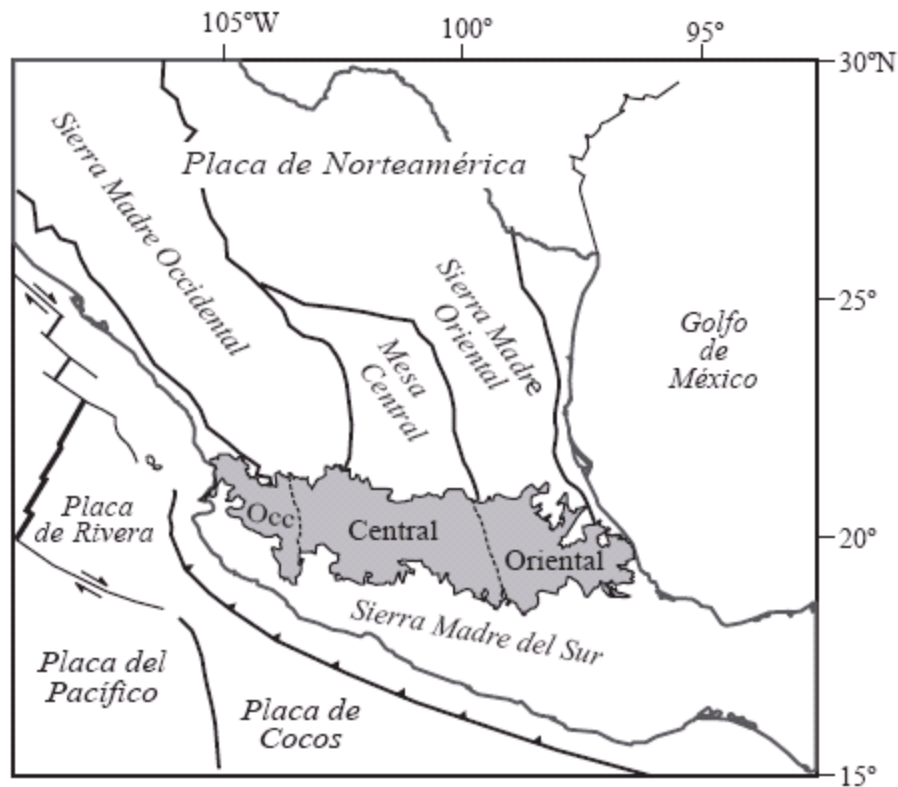 105°W
100°
95°
30°N
Sierra Madre Occidental
Placa de Norteamérica
Sierra Madre
Oriental
25°
Golfo
de
México
Mesa
Central
Placa
de Rivera
Occ
Central
Oriental
20°
Sierra Madre del Sur
Placa del
Pacífico
Placa de
Cocos
15°